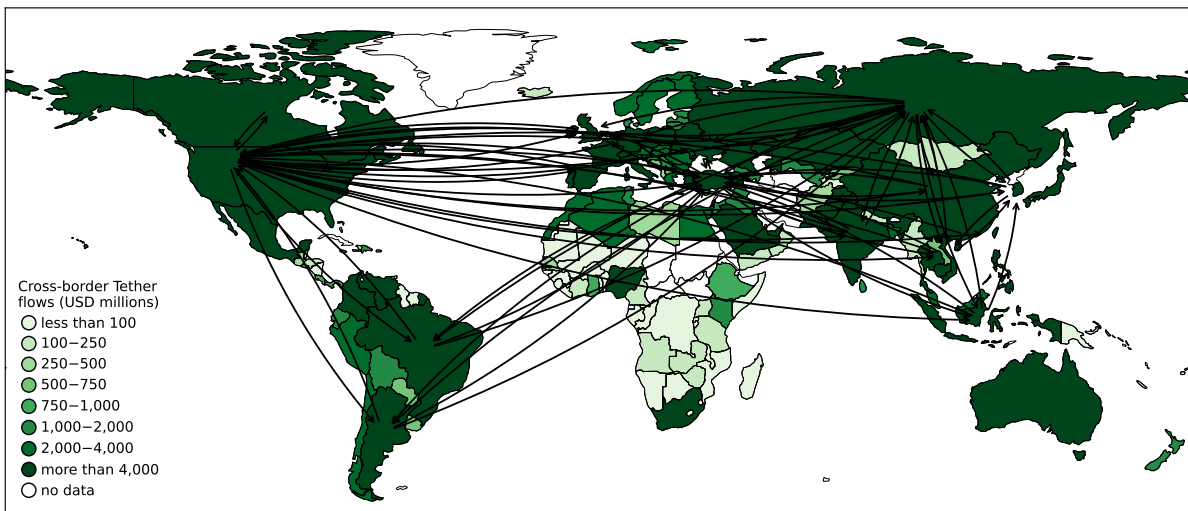 Cross-border Tether
flows (USD millions)
less than 100
100−250
250−500
500−750
750−1,000
1,000−2,000
2,000−4,000
more than 4,000
no data